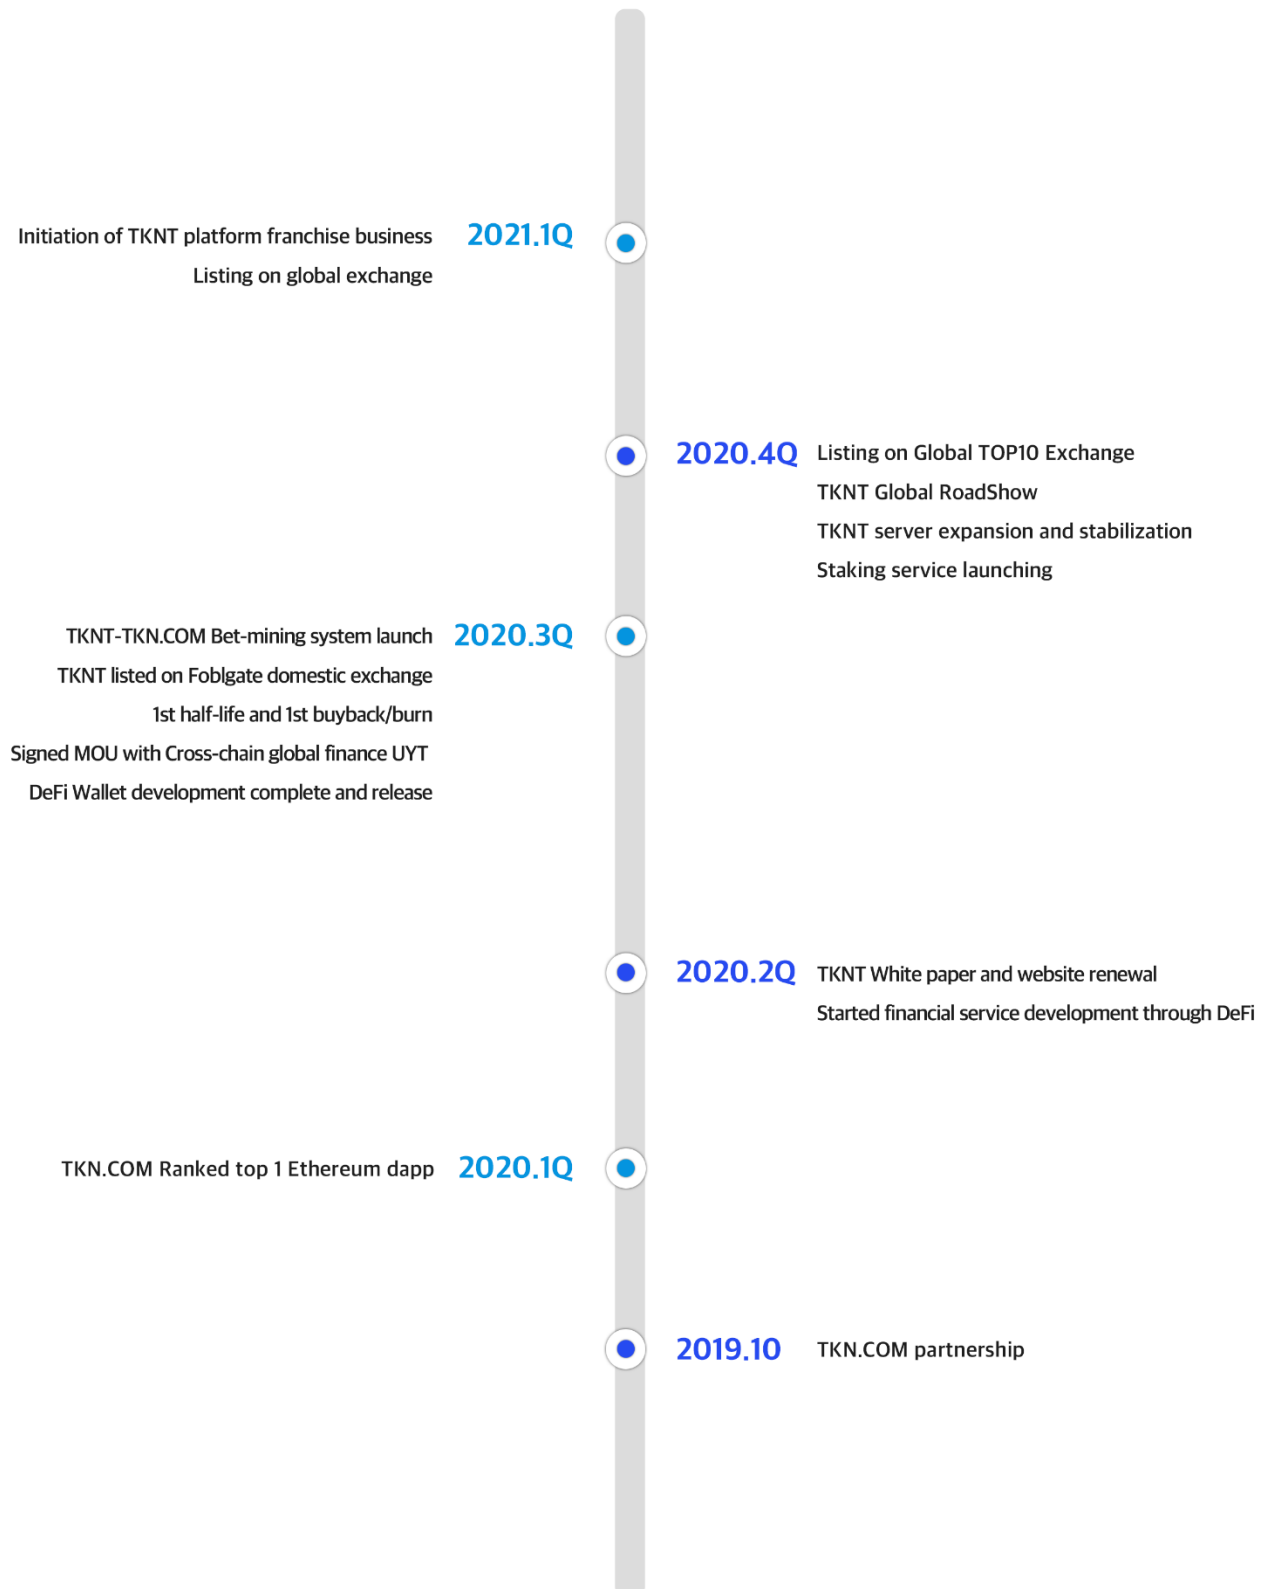 Initiation of TKNT platform franchise business 2021.1Q
Listing on global exchange
2020.4Q Listing on Global TOP10 Exchange
TKNT Global RoadShow
TKNT server expansion and stabilization
Staking service launching
TKNT-TKN.COM Bet-mining system launch 2020.3Q
TKNT listed on Foblgate domestic exchange
1st half-life and 1st buyback/burn
Signed MOU with Cross-chain global finance UYT
DeFi Wallet development complete and release
2020.2Q TKNT White paper and website renewal
Started financial service development through DeFi
TKN.COM Ranked top 1 Ethereum dapp 2020.1Q
2019.10 TKN.COM partnership